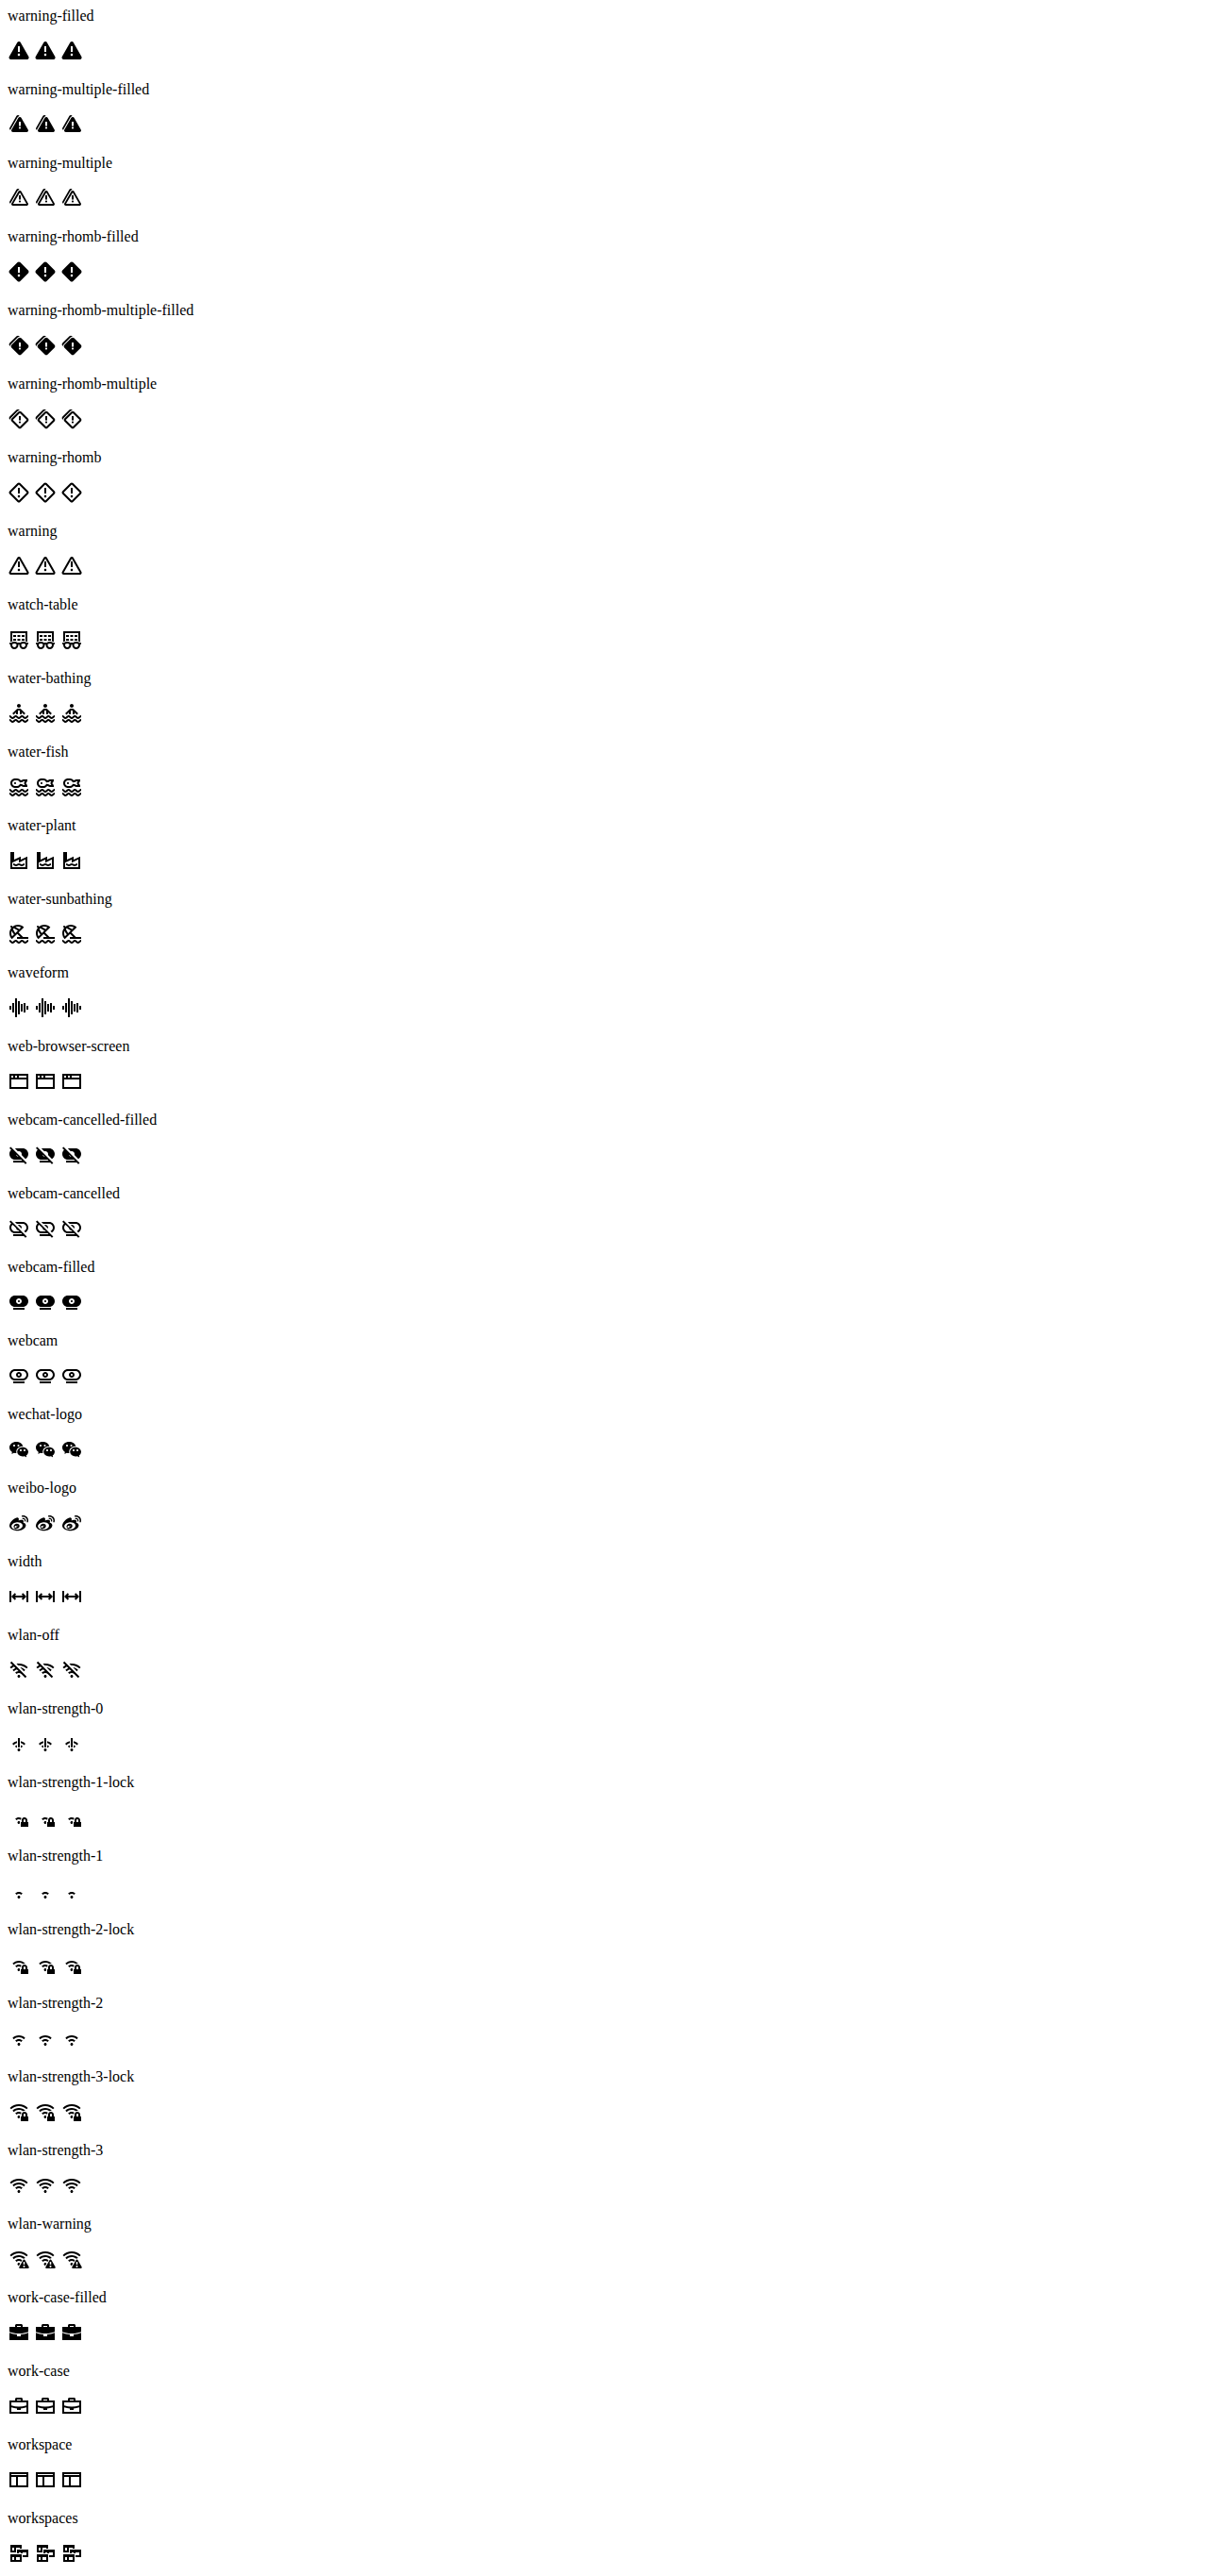 warning-filled
warning-multiple-filled
warning-multiple
warning-rhomb-filled
warning-rhomb-multiple-filled
warning-rhomb-multiple
warning-rhomb
warning
watch-table
water-bathing
water-fish
water-plant
water-sunbathing
waveform
web-browser-screen
webcam-cancelled-filled
webcam-cancelled
webcam-filled
webcam
wechat-logo
weibo-logo
width
wlan-off
wlan-strength-0
wlan-strength-1-lock
wlan-strength-1
wlan-strength-2-lock
wlan-strength-2
wlan-strength-3-lock
wlan-strength-3
wlan-warning
work-case-filled
work-case
workspace
workspaces